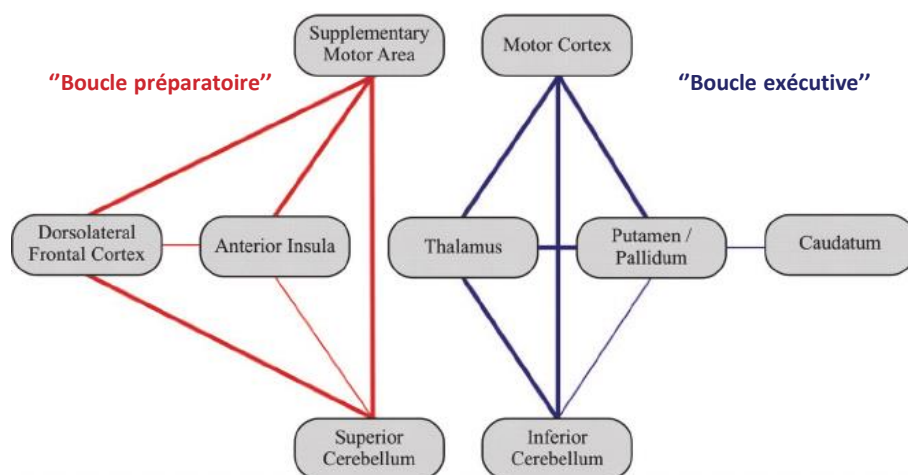 Supplementary
Motor Area
Motor Cortex
‘‘Boucle préparatoire’’
‘‘Boucle exécutive’’
Dorsolateral
Frontal Cortex
Anterior Insula
Thalamus
Putamen /
Pallidum
Caudatum
Superior
Cerebellum
Inferior
Cerebellum